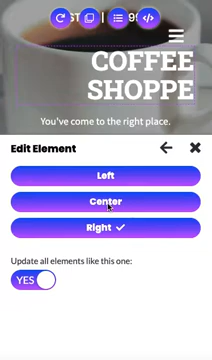 COFFEE
SHOPPE
You've come to the right place.
Edit Element
Left
Center
Right
Update all elements like this one:
YES